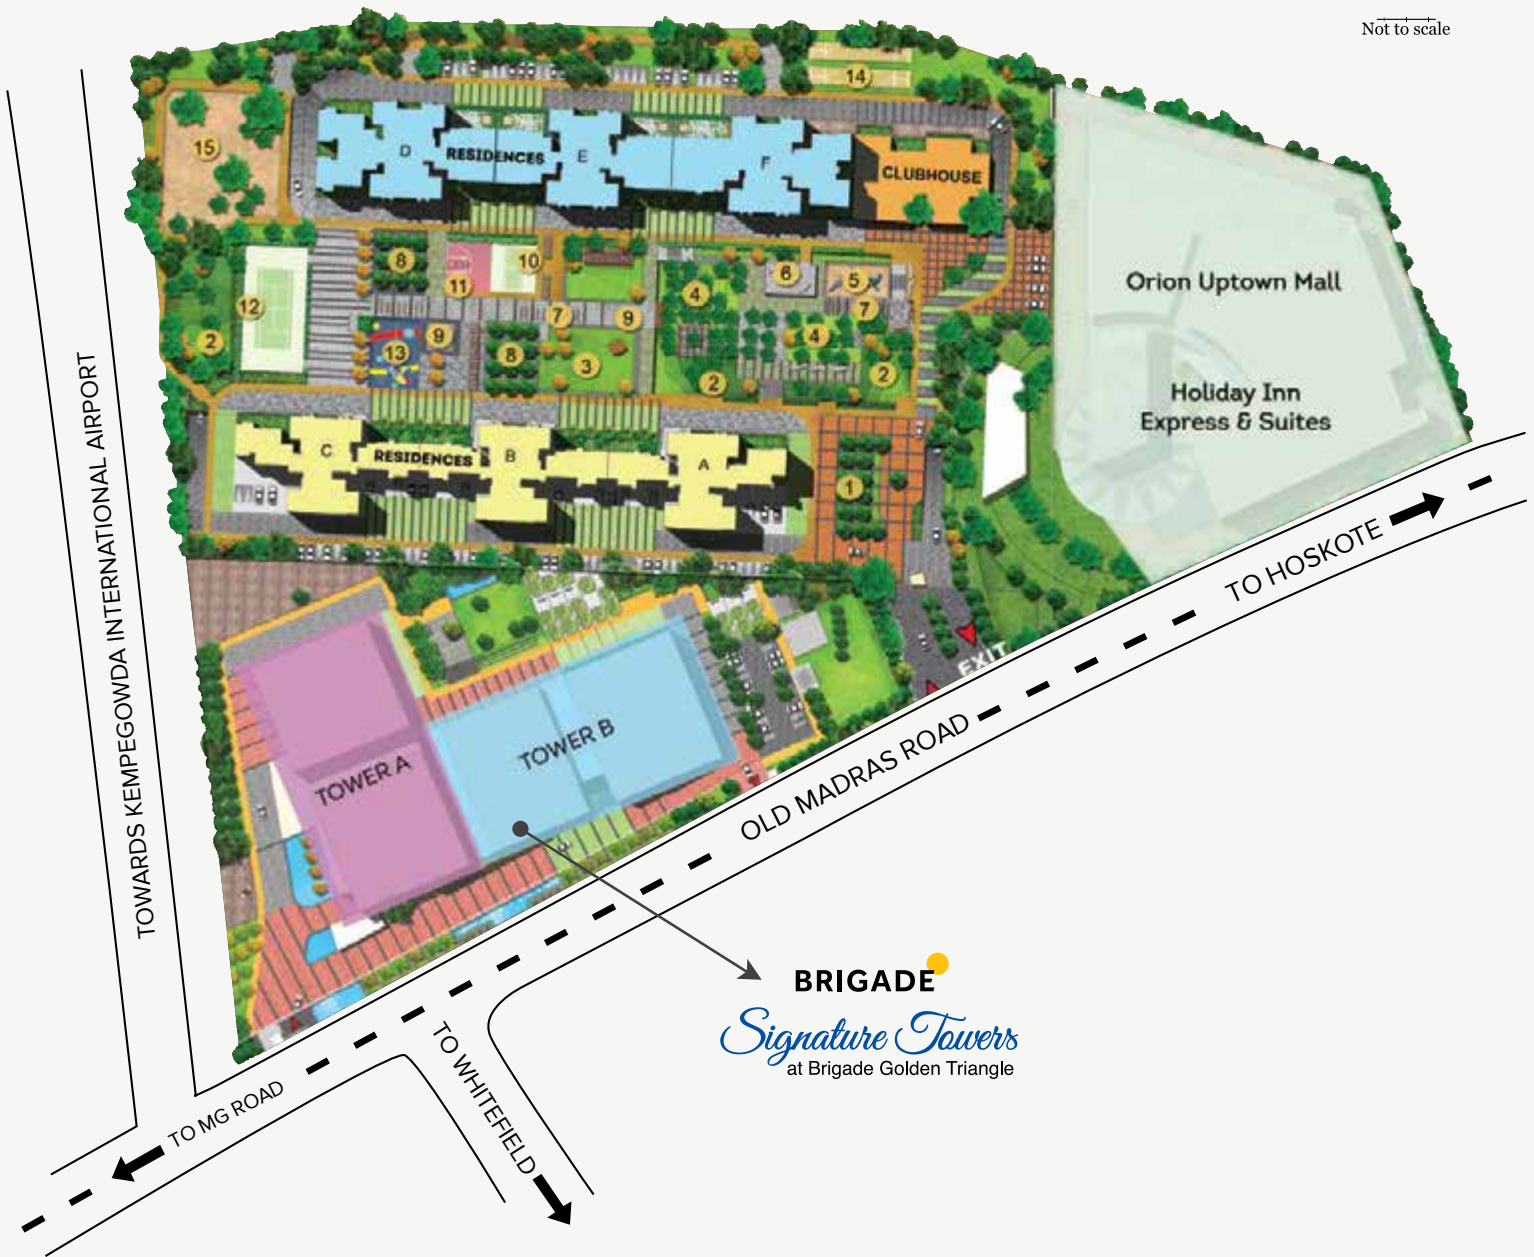 Not to scale
14
15
D
RESIDENCES
E
F
CLUBHOUSE
8
11
10
6
5
4
7
12
2
9
13
7
9
8
3
4
2
2
Orion Uptown Mall
Holiday Inn
Express & Suites
C
RESIDENCES
B
A
1
TOWARDS KEMPEGOWDA INTERNATIONAL AIRPORT
TO HOSKOTE
EXIT
TOWER A
TOWER B
OLD MADRAS ROAD
BRIGADE
Signature Towers
at Brigade Golden Triangle
TO MG ROAD
TO WHITEFIELD